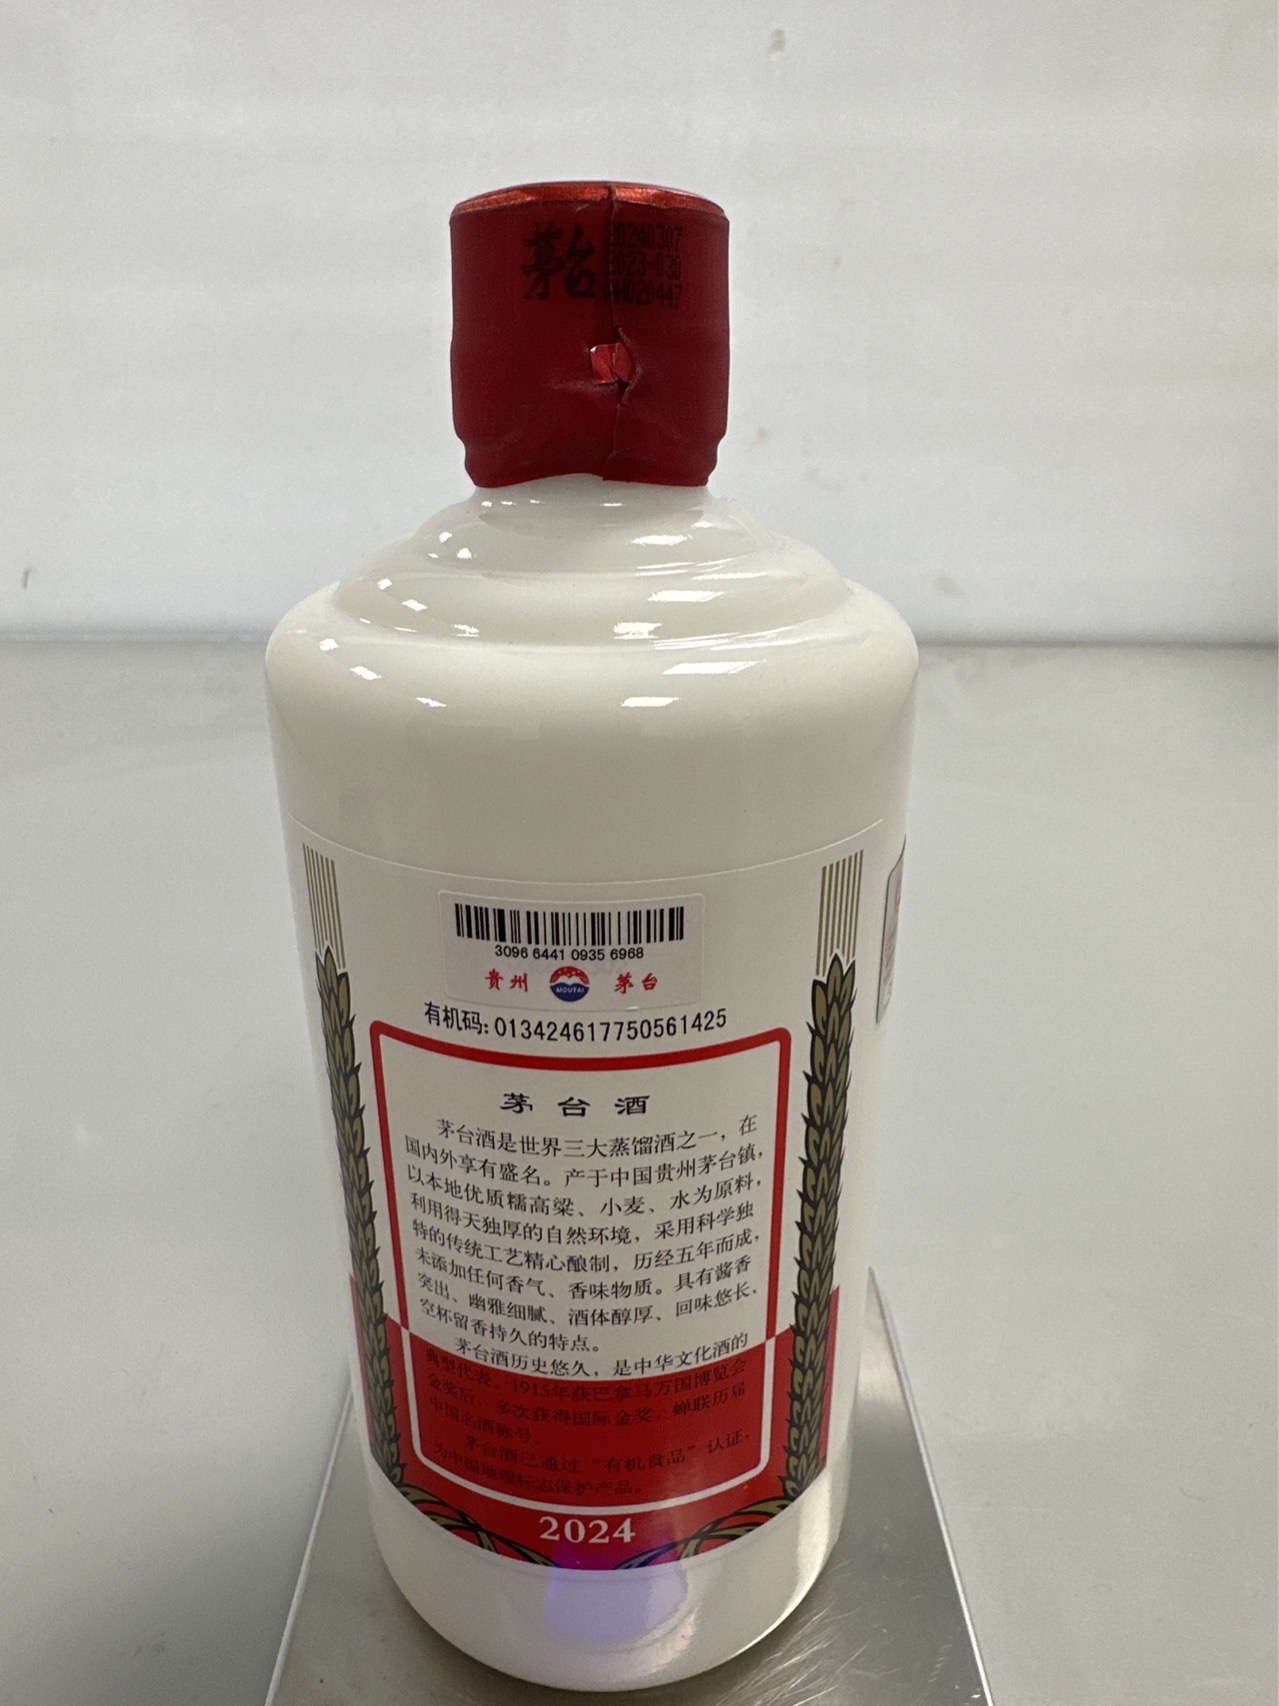 茅台
20240307
2023-038
20447
3096 6441 0935 6968
贵州 MOUTAI 茅台
有机码: 013424617750561425
茅台酒
茅台酒是世界三大蒸馏酒之一，在
国内外享有盛名。产于中国贵州茅台镇，
以本地优质糯高粱、小麦、水为原料，
利用得天独厚的自然环境，采用科学独
特的传统工艺精心酿制，历经五年而成，
未添加任何香气、香味物质。具有酱香
突出、幽雅细腻、酒体醇厚、回味悠长、
空杯留香持久的特点。
茅台酒历史悠久，是中华文化酒的
典型代表。1915年获巴拿马万国博览会
金奖后，多次获得国际金奖，蝉联历届
中国名酒称号。
茅台酒已通过“有机食品”认证，
为中国地理标志保护产品。
2024